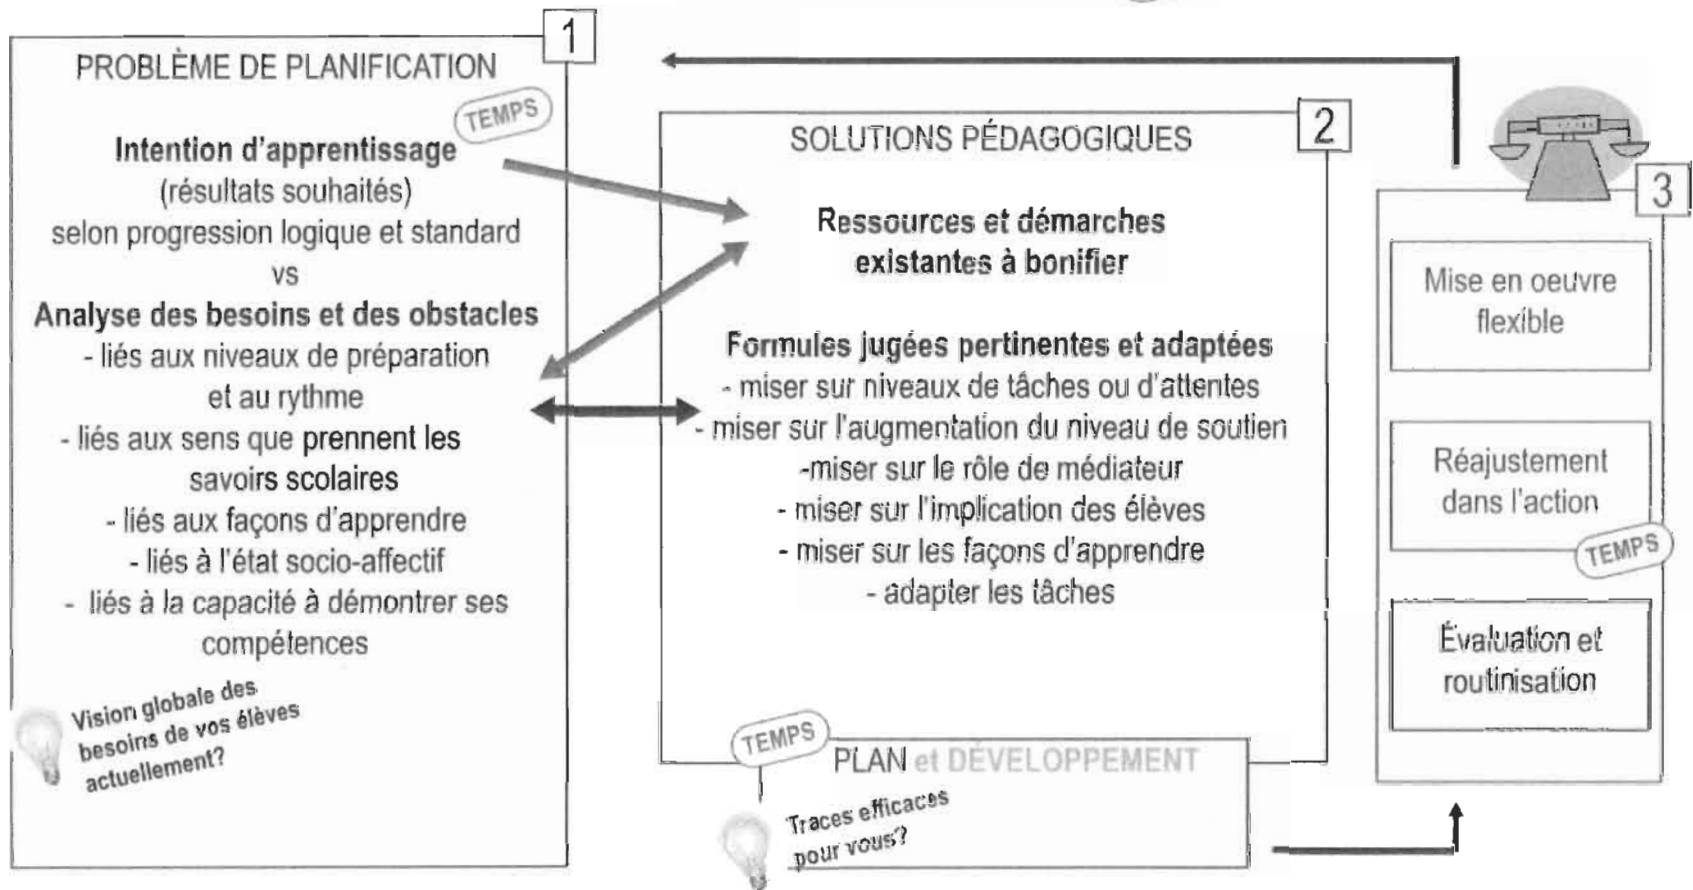 1
PROBLÈME DE PLANIFICATION
TEMPS
Intention d'apprentissage
(résultats souhaités)
selon progression logique et standard
vs
Analyse des besoins et des obstacles
- liés aux niveaux de préparation
et au rythme
- liés aux sens que prennent les
savoirs scolaires
- liés aux façons d'apprendre
- liés à l'état socio-affectif
- liés à la capacité à démontrer ses
compétences
Vision globale des
besoins de vos élèves
actuellement?
2
SOLUTIONS PÉDAGOGIQUES
Ressources et démarches
existantes à bonifier
Formules jugées pertinentes et adaptées
- miser sur niveaux de tâches ou d'attentes
- miser sur l'augmentation du niveau de soutien
-miser sur le rôle de médiateur
- miser sur l'implication des élèves
- miser sur les façons d'apprendre
- adapter les tâches
TEMPS
PLAN et DÉVELOPPEMENT
Traces efficaces
pour vous?
3
Mise en oeuvre
flexible
Réajustement
dans l'action
TEMPS
Évaluation et
routinisation